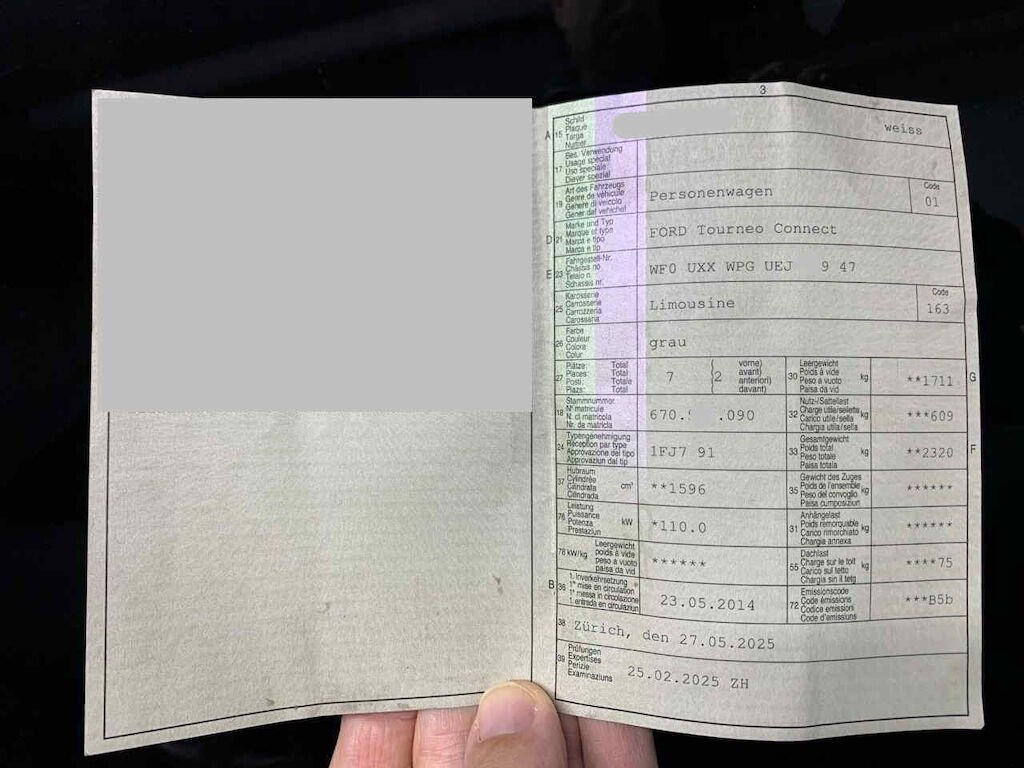 3
A 15 Schild
Plaque
Targa
Numer
weiss
17 Bes. Verwendung
Usage spécial
Uso speciale
Diever spezial
19 Art des Fahrzeugs
Genre de véhicule
Genere di veicolo
Gener dal vehichel
Personenwagen
Code
01
D 21 Marke und Typ
Marque et type
Marca e tipo
Marca e tip
FORD Tourneo Connect
E 23 Fahrgestell-Nr.
Châssis no
Telaio n.
Schassis nr.
WF0 UXX WPG UEJ 9 47
25 Karosserie
Carrosserie
Carrozzeria
Carossaria
Limousine
Code
163
26 Farbe
Couleur
Colore
Colur
grau
27 Plätze: Total
Places: Total
Posti: Totale
Plazs: Total
7
(2 vorne)
avant)
anteriori)
davant)
30 Leergewicht
Poids à vide
Peso a vuoto
Paisa da vid
kg
**1711
G
18 Stammnummer
N° matricule
N. di matricola
Nr. da matricla
670. .090
32 Nutz-/Sattellast
Charge utile/sellette
Carico utile/sella
Chargia utila/sella
kg
***609
24 Typengenehmigung
Réception par type
Approvazione del tipo
Approvaziun dal tip
1FJ7 91
33 Gesamtgewicht
Poids total
Peso totale
Paisa totala
kg
**2320
F
37 Hubraum
Cylindrée
Cilindrata
Cilindrada
cm³
**1596
35 Gewicht des Zuges
Poids de l'ensemble
Peso del convoglio
Paisa cumposiziun
kg
******
76 Leistung
Puissance
Potenza
Prestaziun
kW
*110.0
31 Anhängelast
Poids remorquable
Carico rimorchiato
Chargia annexa
kg
******
78 kW/kg Leergewicht
poids à vide
peso a vuoto
paisa da vid
******
55 Dachlast
Charge sur le toit
Carico sul tetto
Chargia sin il tetg
kg
****75
B 36 1. Inverkehrsetzung
1re mise en circulation
1a messa in circolazione
1. entrada en circulaziun
23.05.2014
72 Emissionscode
Code émissions
Codice emissioni
Code d'emissiuns
***B5b
38 Zürich, den 27.05.2025
39 Prüfungen
Expertises
Perizie
Examinaziuns
25.02.2025 ZH